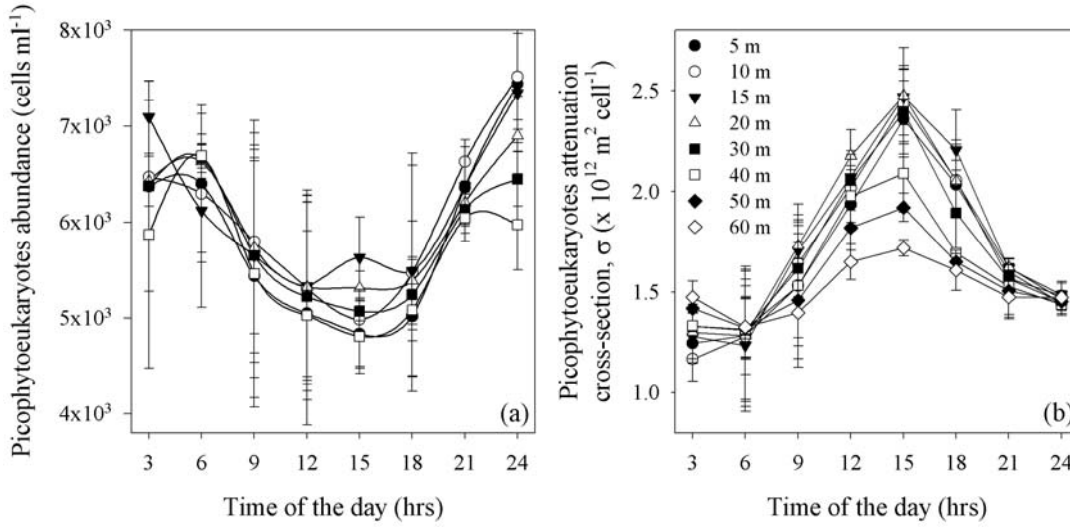 Picophytoeukaryotes abundance (cells ml⁻¹)
8x10³
7x10³
6x10³
5x10³
4x10³
(a)
3 6 9 12 15 18 21 24
Time of the day (hrs)
Picophytoeukaryotes attenuation
cross-section, σ (x 10¹² m² cell⁻¹)
2.5
2.0
1.5
1.0
5 m
10 m
15 m
20 m
30 m
40 m
50 m
60 m
(b)
3 6 9 12 15 18 21 24
Time of the day (hrs)